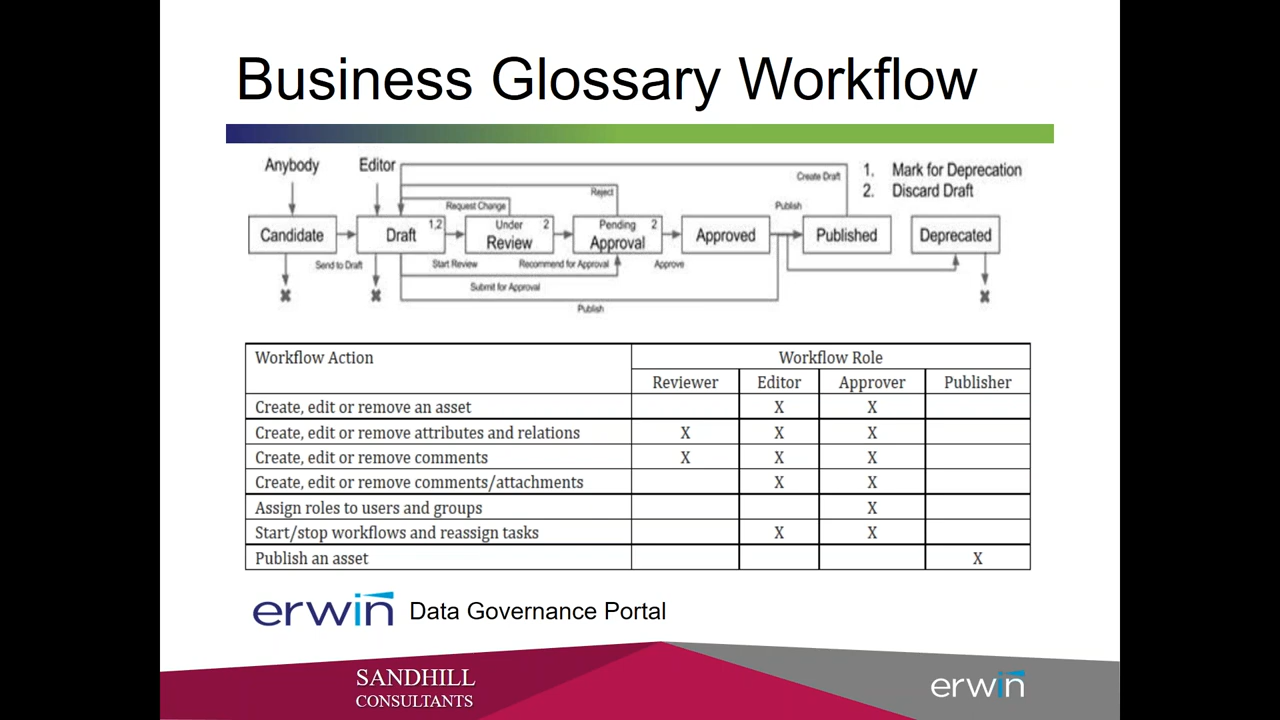 Business Glossary Workflow
Anybody Editor
Create Draft
1. Mark for Deprecation
2. Discard Draft
Reject
Request Change
Publish
Candidate
Draft 1,2
Under Review 2
Pending Approval 2
Approved
Published
Deprecated
Send to Draft
Start Review
Recommend for Approval
Approve
Submit for Approval
Publish
Workflow Action Workflow Role
Reviewer Editor Approver Publisher
Create, edit or remove an asset X X
Create, edit or remove attributes and relations X X X
Create, edit or remove comments X X X
Create, edit or remove comments/attachments X X
Assign roles to users and groups X
Start/stop workflows and reassign tasks X X
Publish an asset X
erwin Data Governance Portal
SANDHILL
CONSULTANTS
erwin